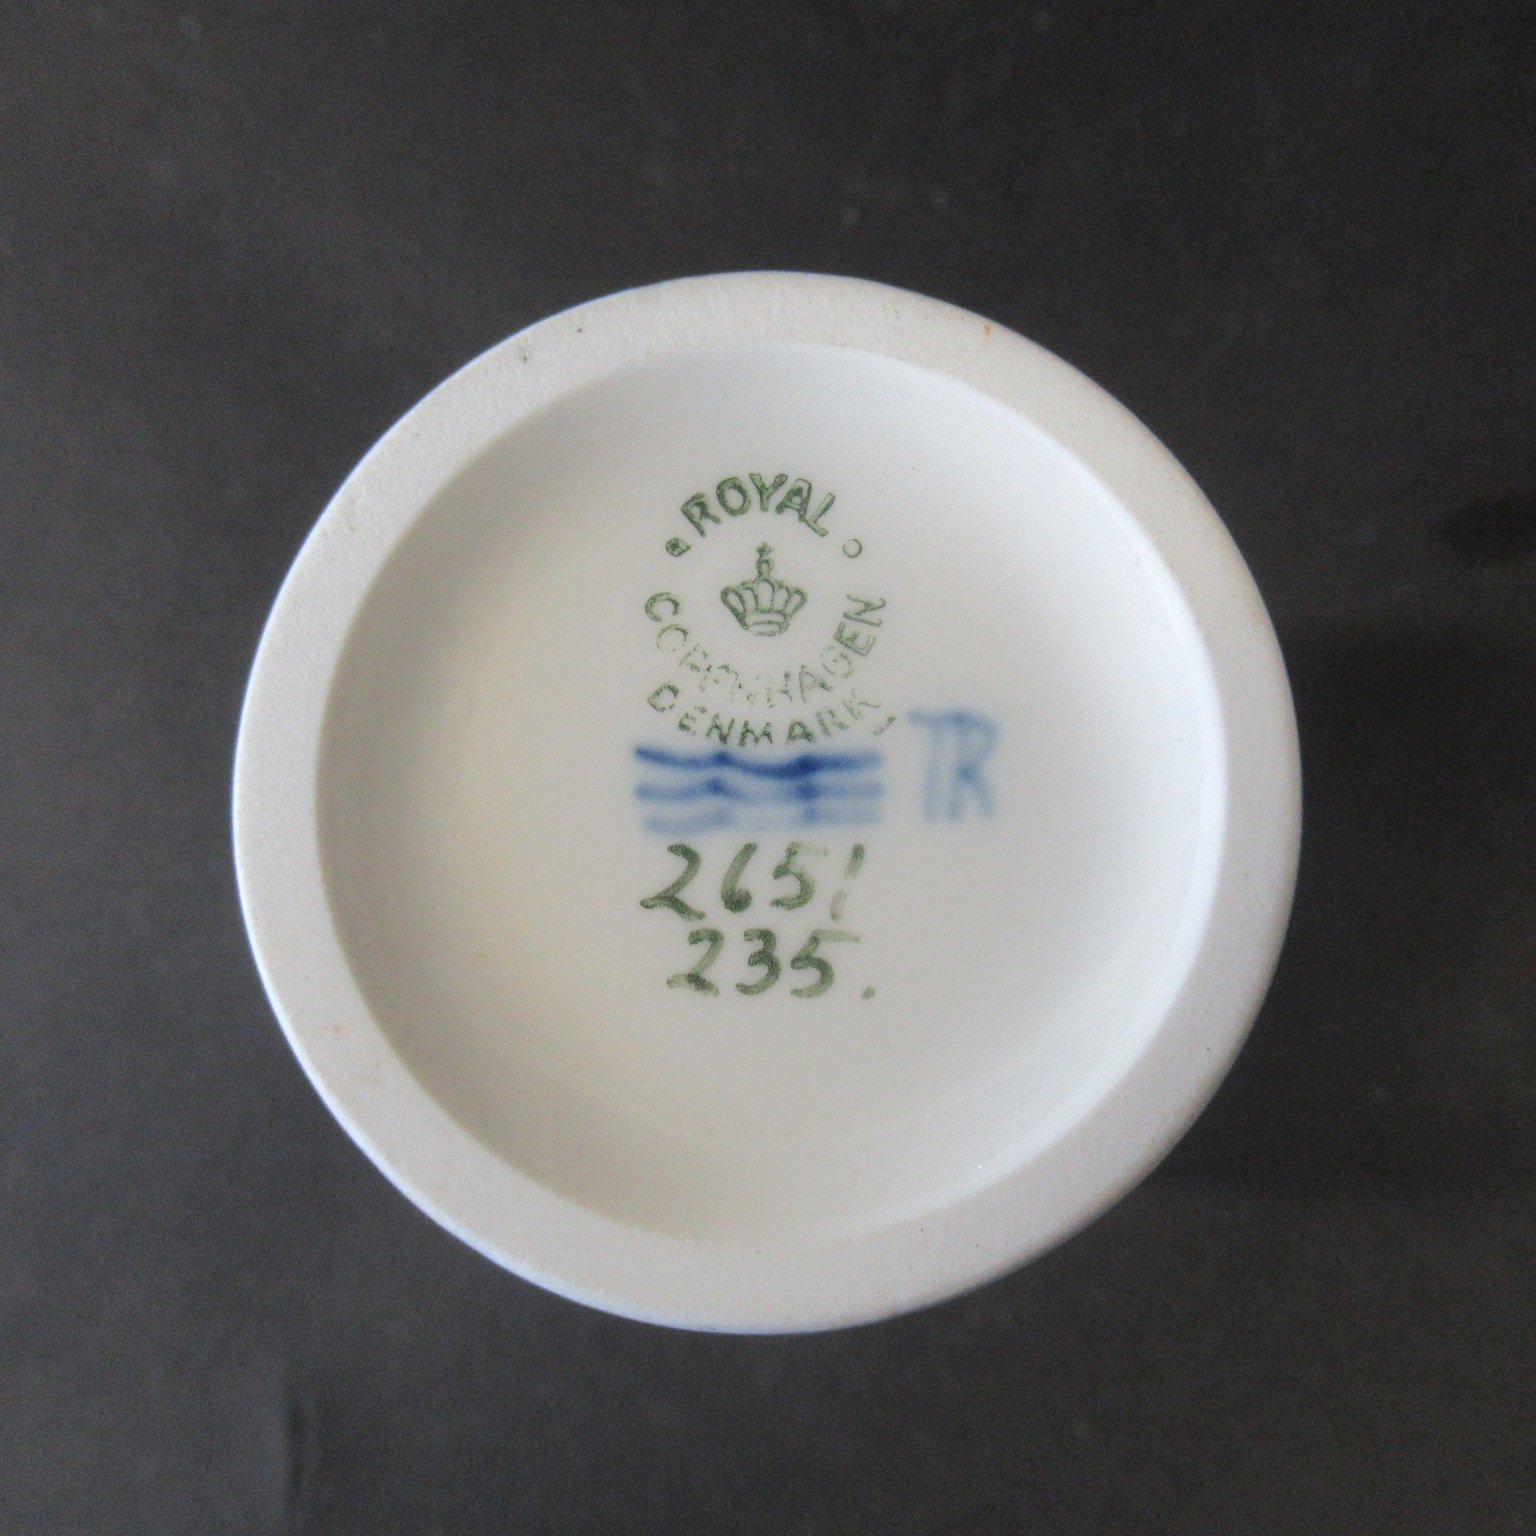 ROYAL
COPENHAGEN
DENMARK
TR
2651
235.